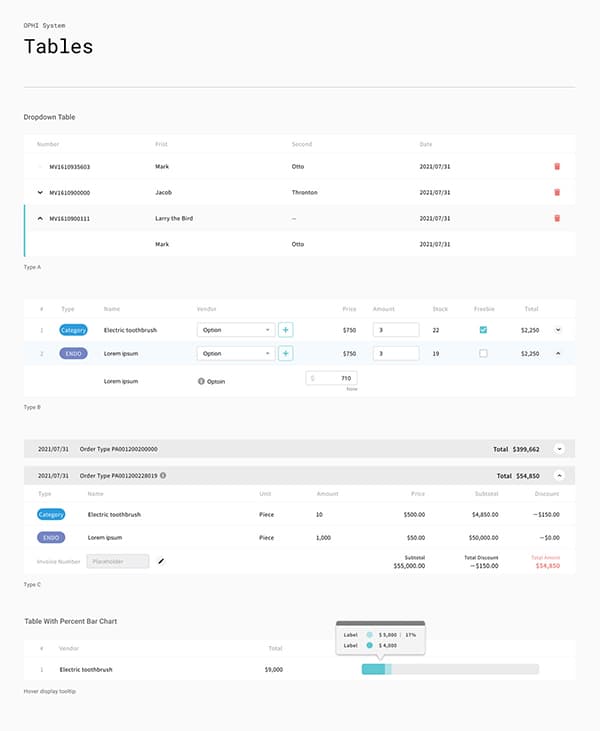 OPHI System
Tables
Dropdown Table
Number Frist Second Date
MV1610935603 Mark Otto 2021/07/31
MV1610900000 Jacob Thronton 2021/07/31
MV1610900111 Larry the Bird — 2021/07/31
Mark Otto 2021/07/31
Type A
# Type Name Vendor Price Amount Stock Freebie Total
1 Category Electric toothbrush Option + $750 3 22 $2,250
2 ENDO Lorem ipsum Option + $750 3 19 $2,250
Lorem ipsum Optoin $ 710
Note
Type B
2021/07/31 Order Type PA001200200000 Total $399,662
2021/07/31 Order Type PA001200228019 Total $54,850
Type Name Unit Amount Price Subtotal Discount
Category Electric toothbrush Piece 10 $500.00 $4,850.00 −$150.00
ENDO Lorem ipsum Piece 1,000 $50.00 $50,000.00 −$0.00
Invoice Number Placeholder Subtotal Total Discount Total Amont
$55,000.00 −$150.00 $54,850
Type C
Table With Percent Bar Chart
Label $ 5,000 | 17%
Label $ 4,000
# Vendor Total
1 Electric toothbrush $9,000
Hover display tooltip